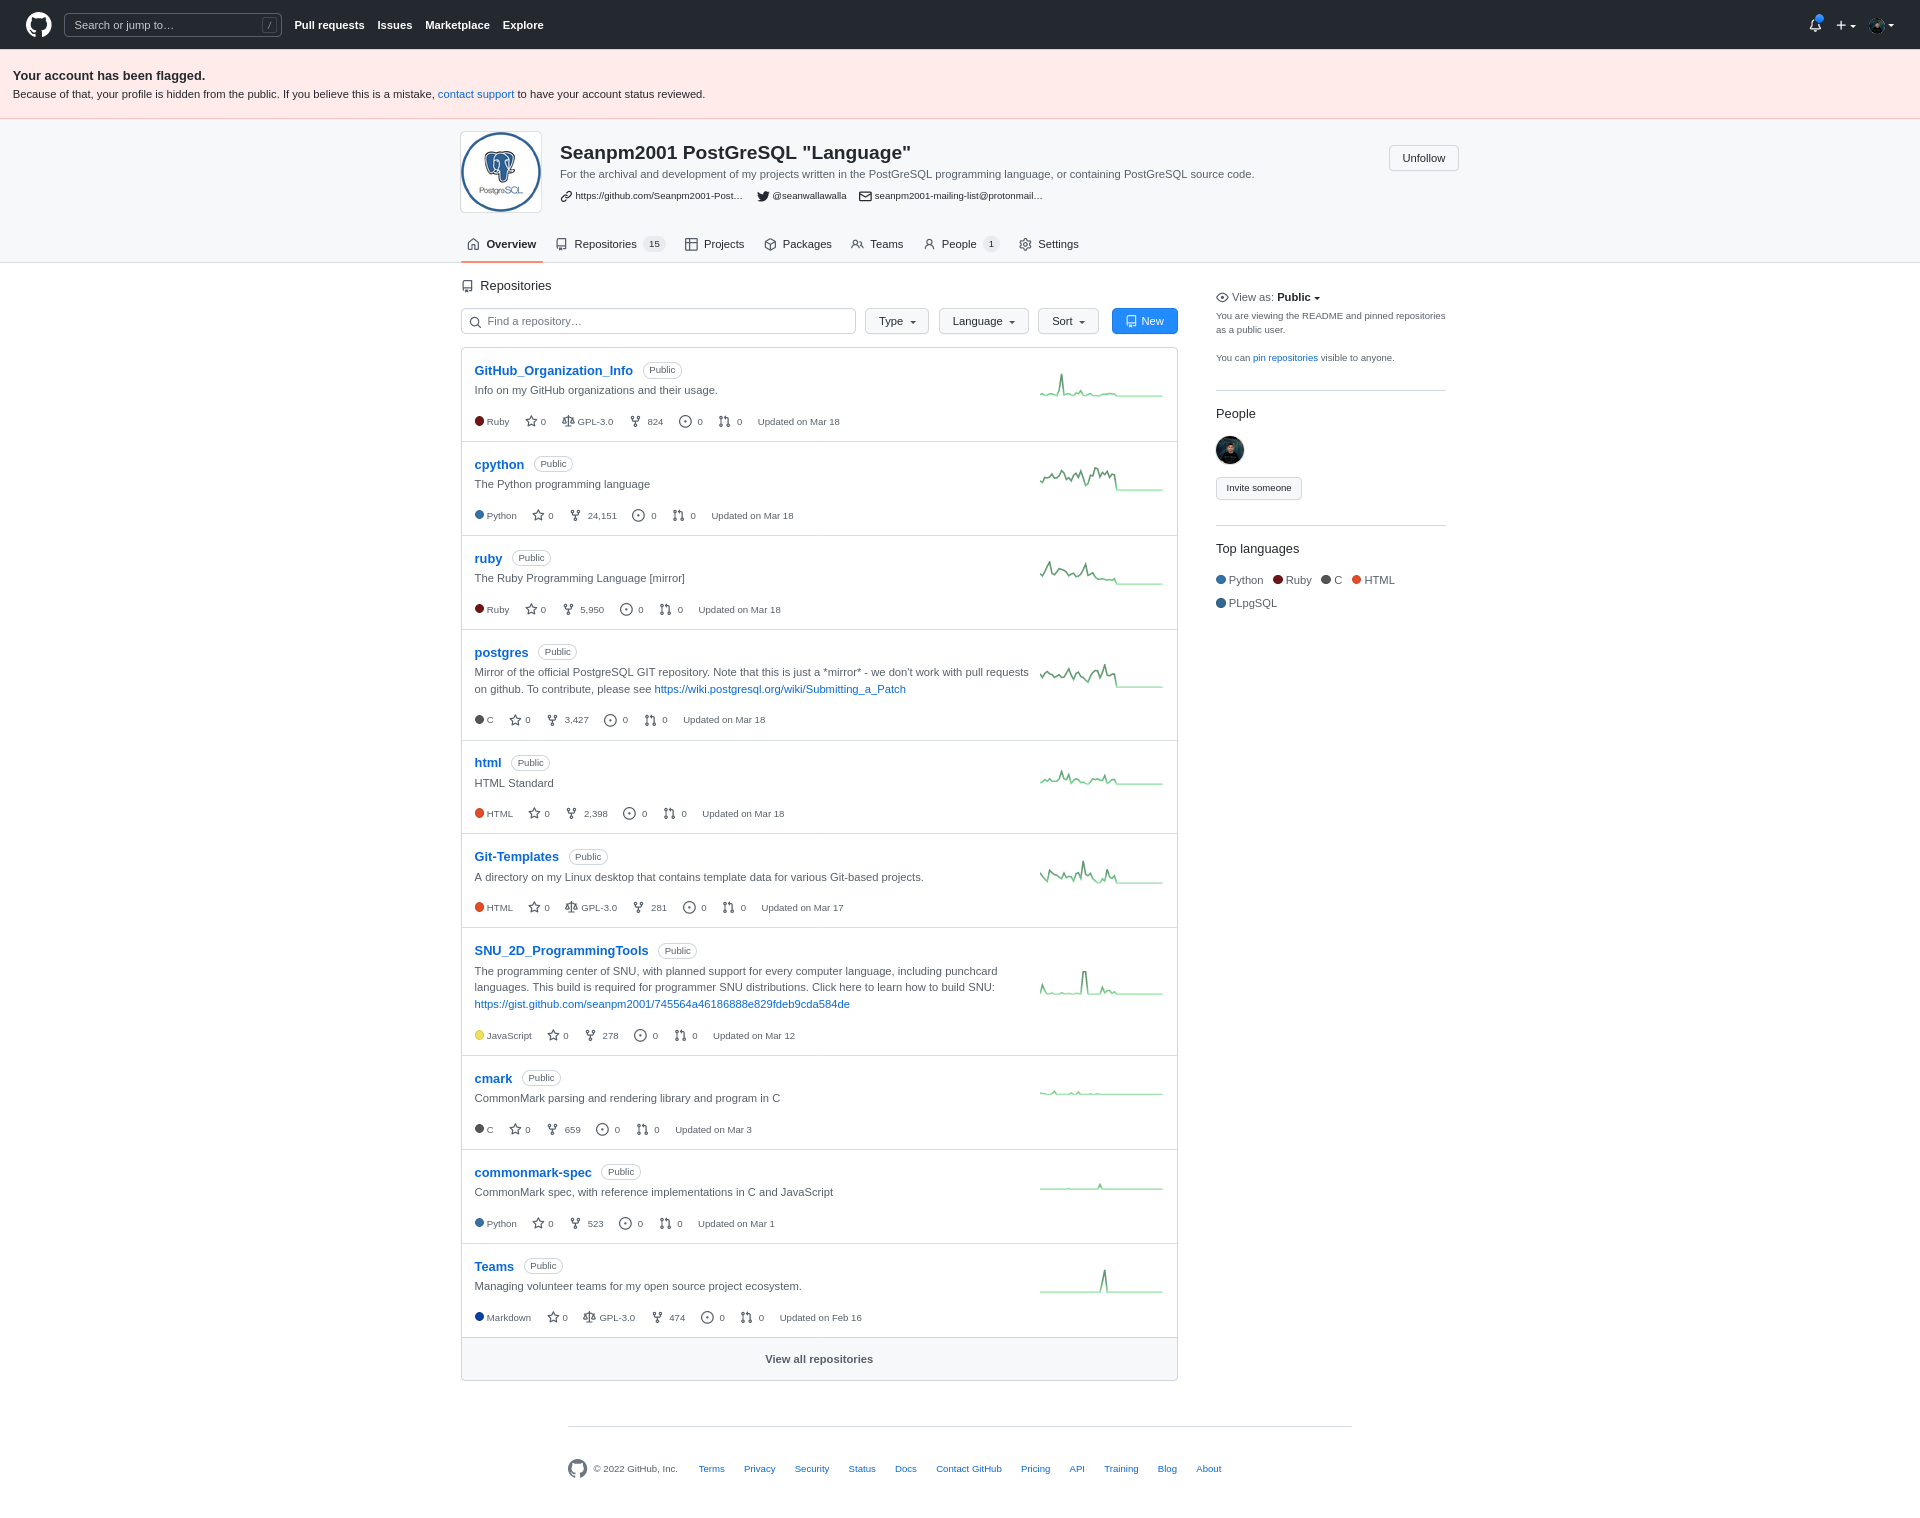 Search or jump to… /
Pull requests Issues Marketplace Explore
Your account has been flagged.
Because of that, your profile is hidden from the public. If you believe this is a mistake, contact support to have your account status reviewed.
PostgreSQL
Seanpm2001 PostGreSQL "Language"
For the archival and development of my projects written in the PostGreSQL programming language, or containing PostGreSQL source code.
https://github.com/Seanpm2001-Post… @seanwallawalla seanpm2001-mailing-list@protonmail…
Unfollow
Overview Repositories 15 Projects Packages Teams People 1 Settings
Repositories
Find a repository… Type Language Sort New
GitHub_Organization_Info Public
Info on my GitHub organizations and their usage.
Ruby 0 GPL-3.0 824 0 0 Updated on Mar 18
cpython Public
The Python programming language
Python 0 24,151 0 0 Updated on Mar 18
ruby Public
The Ruby Programming Language [mirror]
Ruby 0 5,950 0 0 Updated on Mar 18
postgres Public
Mirror of the official PostgreSQL GIT repository. Note that this is just a *mirror* - we don't work with pull requests
on github. To contribute, please see https://wiki.postgresql.org/wiki/Submitting_a_Patch
C 0 3,427 0 0 Updated on Mar 18
html Public
HTML Standard
HTML 0 2,398 0 0 Updated on Mar 18
Git-Templates Public
A directory on my Linux desktop that contains template data for various Git-based projects.
HTML 0 GPL-3.0 281 0 0 Updated on Mar 17
SNU_2D_ProgrammingTools Public
The programming center of SNU, with planned support for every computer language, including punchcard
languages. This build is required for programmer SNU distributions. Click here to learn how to build SNU:
https://gist.github.com/seanpm2001/745564a46186888e829fdeb9cda584de
JavaScript 0 278 0 0 Updated on Mar 12
cmark Public
CommonMark parsing and rendering library and program in C
C 0 659 0 0 Updated on Mar 3
commonmark-spec Public
CommonMark spec, with reference implementations in C and JavaScript
Python 0 523 0 0 Updated on Mar 1
Teams Public
Managing volunteer teams for my open source project ecosystem.
Markdown 0 GPL-3.0 474 0 0 Updated on Feb 16
View all repositories
View as: Public
You are viewing the README and pinned repositories
as a public user.
You can pin repositories visible to anyone.
People
Invite someone
Top languages
Python Ruby C HTML
PLpgSQL
© 2022 GitHub, Inc. Terms Privacy Security Status Docs Contact GitHub Pricing API Training Blog About